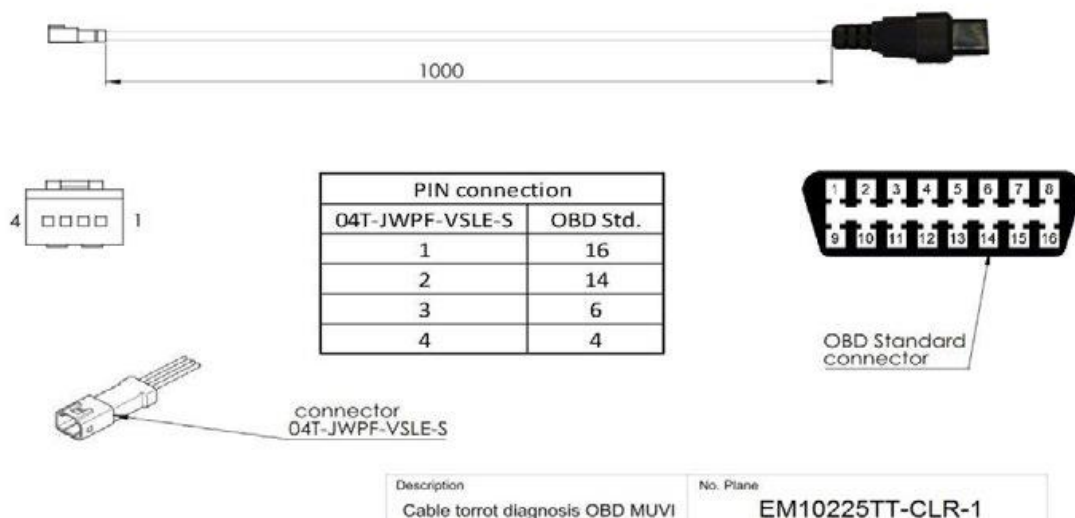 1000
4 1
PIN connection
04T-JWPF-VSLE-S OBD Std.
1 16
2 14
3 6
4 4
1 2 3 4 5 6 7 8
9 10 11 12 13 14 15 16
OBD Standard
connector
connector
04T-JWPF-VSLE-S
Description No. Plane
Cable torrot diagnosis OBD MUVI EM10225TT-CLR-1